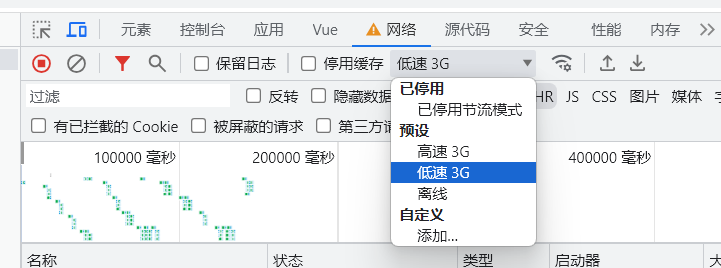 元素 控制台 应用 Vue 网络 源代码 安全 性能 内存
保留日志 停用缓存 低速 3G
过滤 反转 隐藏数据 HR JS CSS 图片 媒体
有已拦截的 Cookie 被屏蔽的请求 第三方
已停用
已停用节流模式
预设
高速 3G
低速 3G
离线
自定义
添加...
100000 毫秒 200000 毫秒 400000 毫秒
名称 状态 类型 启动器